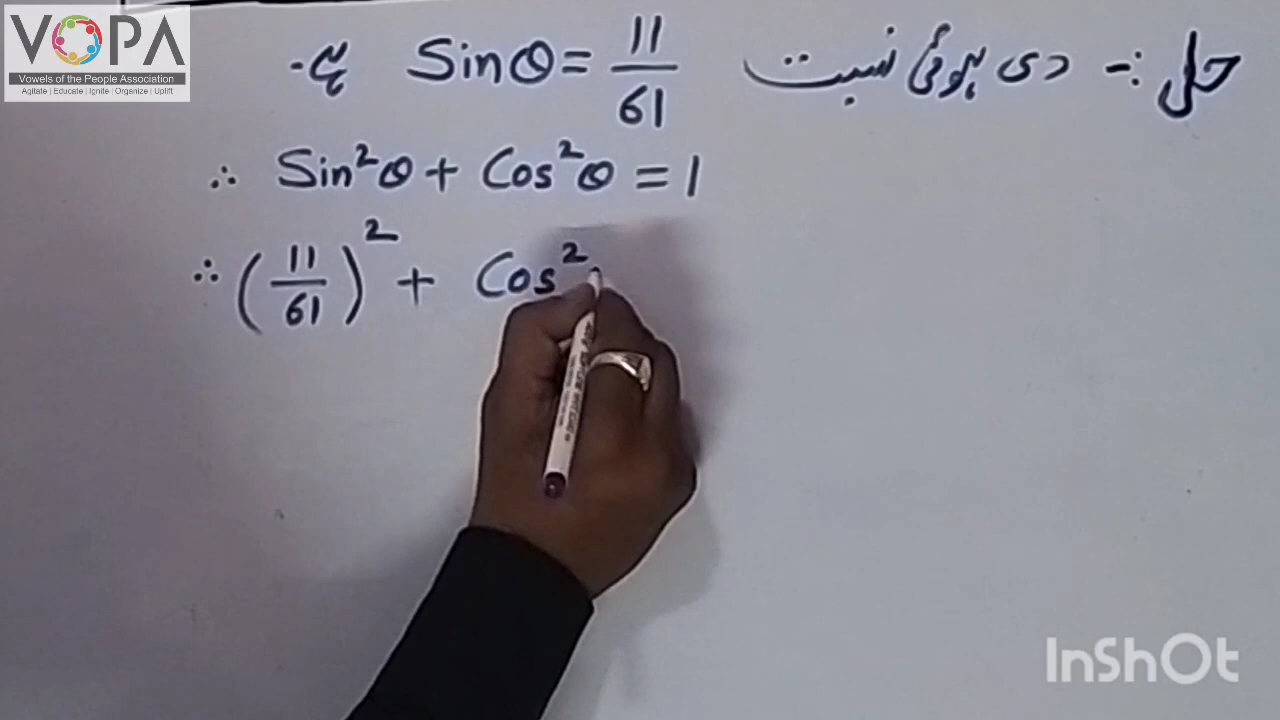 VOPA
Vowels of the People Association
Agitate | Educate | Ignite | Organize | Uplift
حل :- دی ہوئی نسبت Sinθ = 11/61 ہے -
∴ Sin²θ + Cos²θ = 1
∴ (11/61)² + Cos²
InShOt